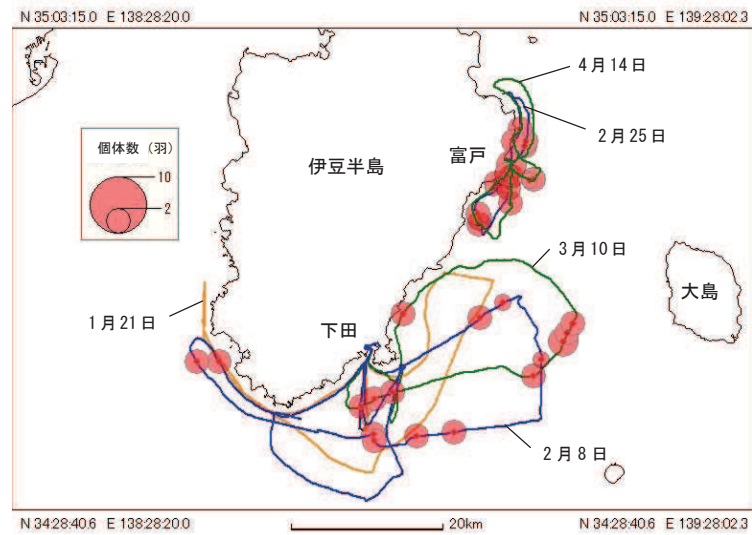 N 35:03:15.0 E 138:28:20.0
N 35:03:15.0 E 139:28:02.3
4月14日
2月25日
個体数（羽）
10
2
伊豆半島
富戸
3月10日
大島
1月21日
下田
2月8日
N 34:28:40.6 E 138:28:20.0
20km
N 34:28:40.6 E 139:28:02.3